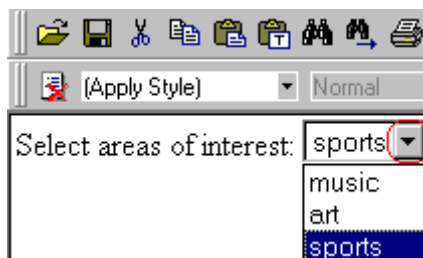 (Apply Style) Normal
Select areas of interest: sports
music
art
sports